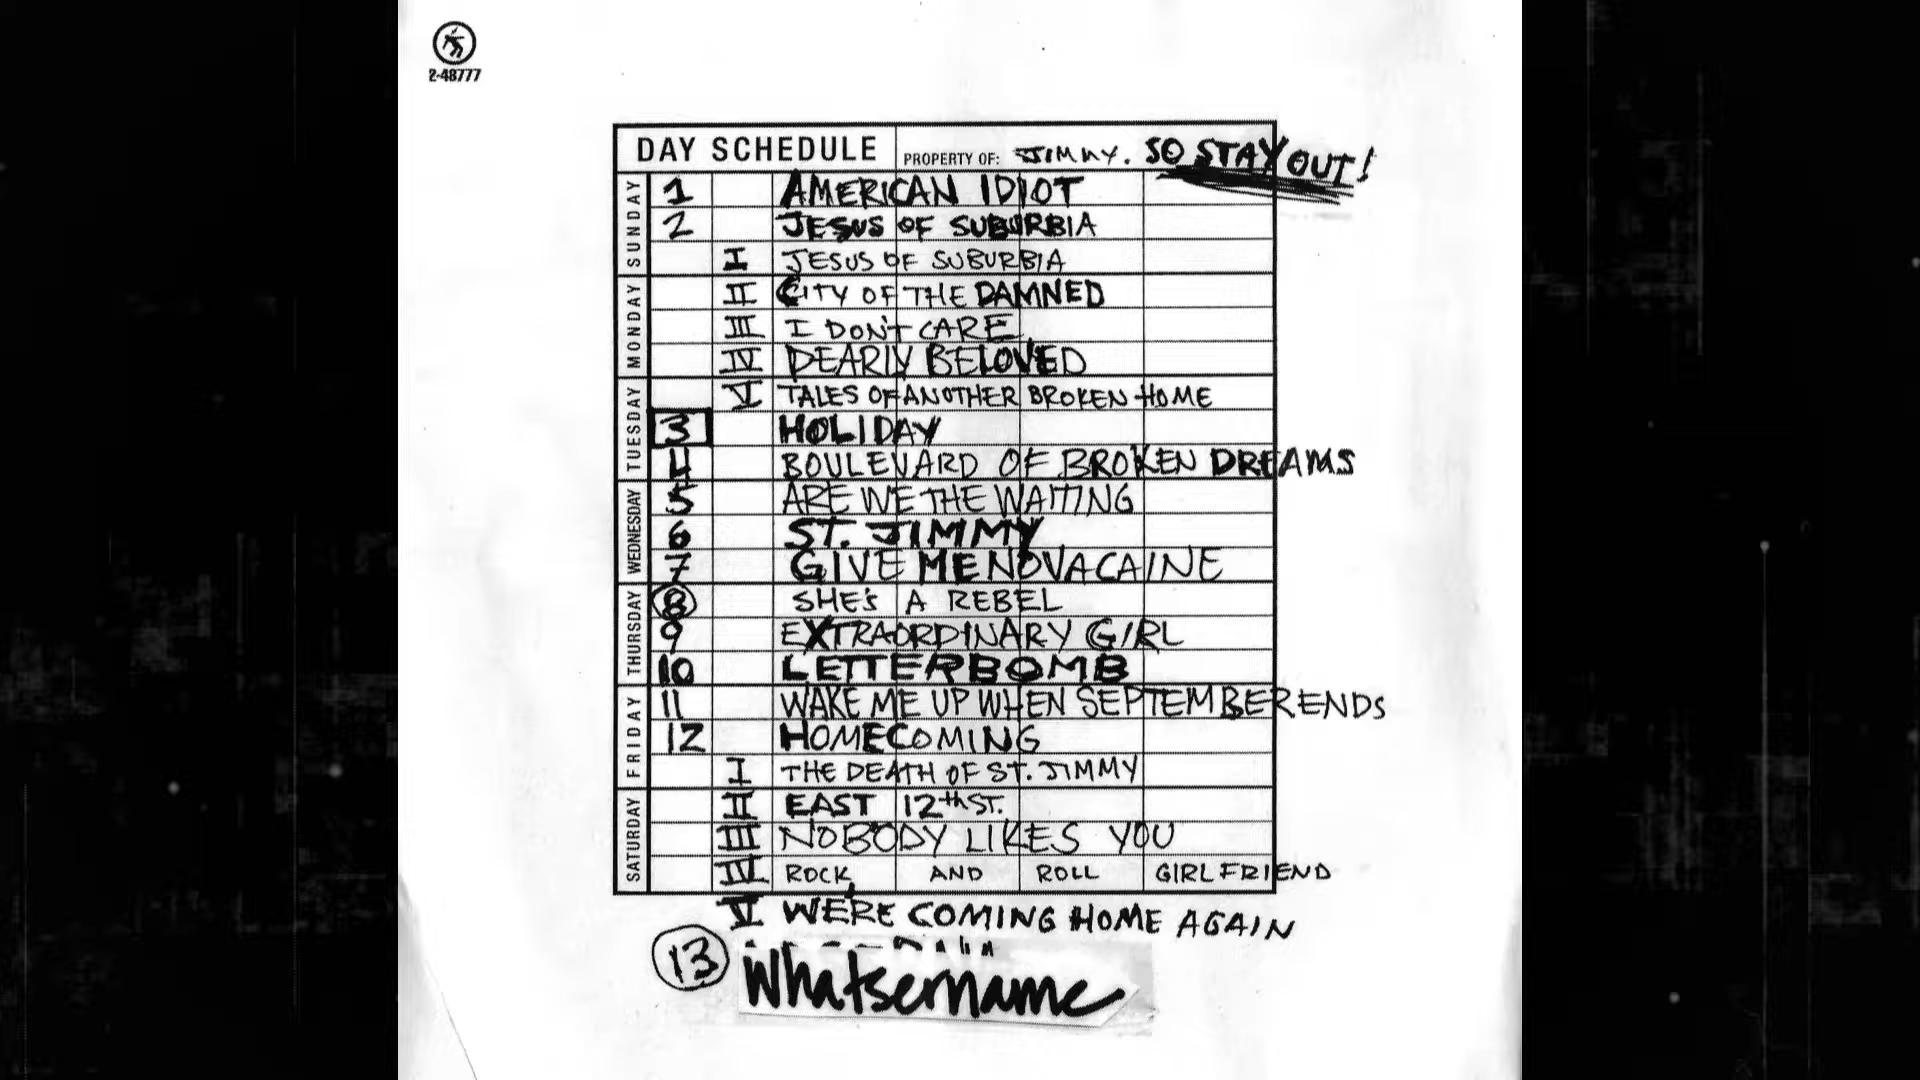 2-48777
DAY SCHEDULE PROPERTY OF: JIMMY. SO STAY OUT!
SUNDAY
1 AMERICAN IDIOT
2 JESUS OF SUBURBIA
I JESUS OF SUBURBIA
MONDAY
II CITY OF THE DAMNED
III I DON'T CARE
IV DEARLY BELOVED
TUESDAY
V TALES OF ANOTHER BROKEN HOME
3 HOLIDAY
4 BOULEVARD OF BROKEN DREAMS
WEDNESDAY
5 ARE WE THE WAITING
6 ST. JIMMY
7 GIVE ME NOVACAINE
THURSDAY
8 SHE'S A REBEL
9 EXTRAORDINARY GIRL
10 LETTERBOMB
FRIDAY
11 WAKE ME UP WHEN SEPTEMBER ENDS
12 HOMECOMING
I THE DEATH OF ST. JIMMY
SATURDAY
II EAST 12th ST.
III NOBODY LIKES YOU
IV ROCK AND ROLL GIRLFRIEND
V WE'RE COMING HOME AGAIN
13 Whatsername